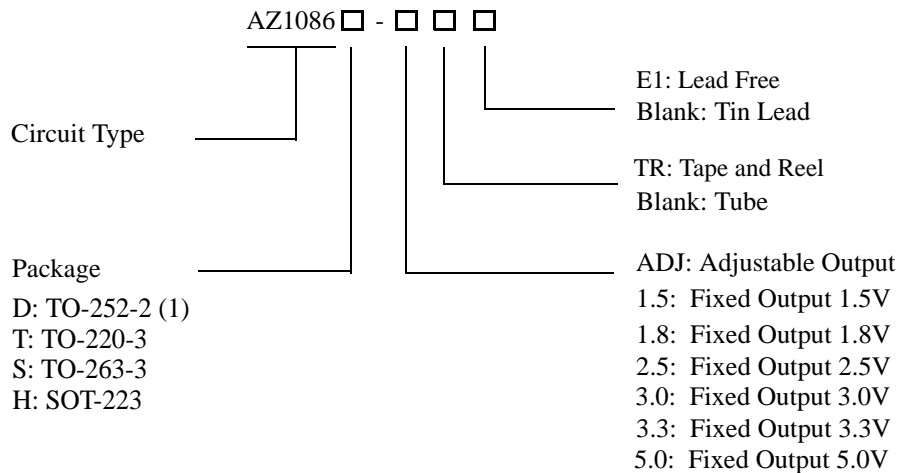 AZ1086 □ - □ □ □
E1: Lead Free
Blank: Tin Lead
Circuit Type
TR: Tape and Reel
Blank: Tube
Package
D: TO-252-2 (1)
T: TO-220-3
S: TO-263-3
H: SOT-223
ADJ: Adjustable Output
1.5: Fixed Output 1.5V
1.8: Fixed Output 1.8V
2.5: Fixed Output 2.5V
3.0: Fixed Output 3.0V
3.3: Fixed Output 3.3V
5.0: Fixed Output 5.0V